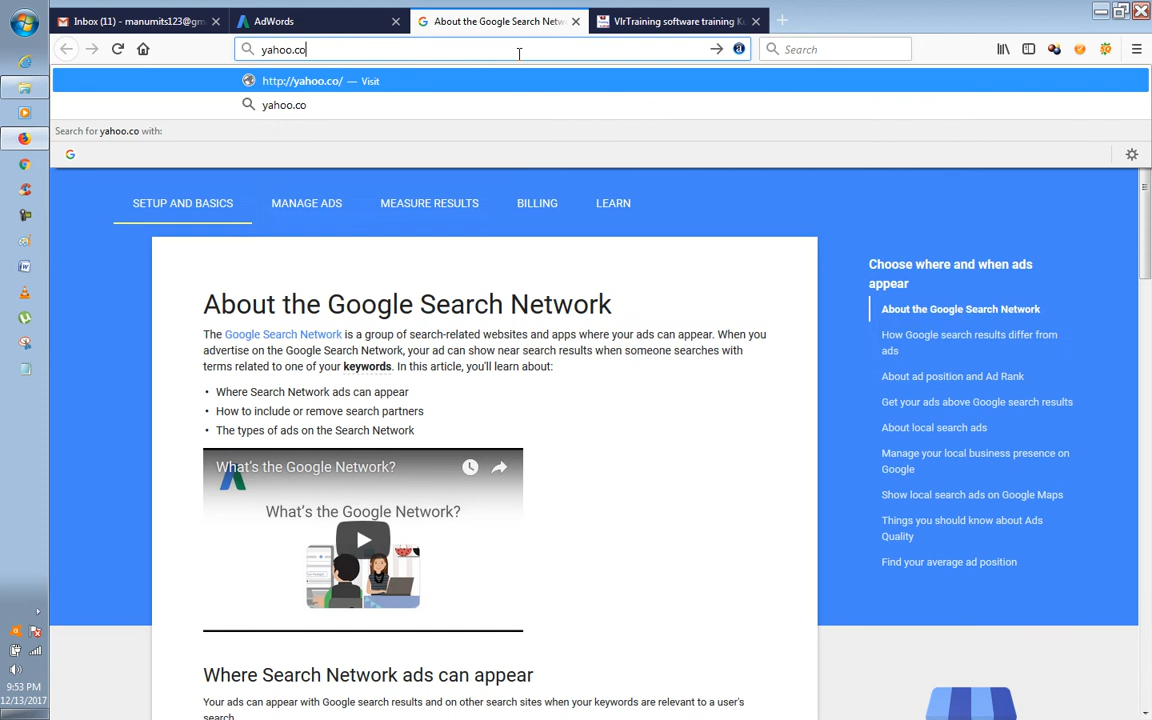 Inbox (11) - manumits123@gm
AdWords
About the Google Search Netw
VlrTraining software training Ku
yahoo.co
Search
http://yahoo.co/ — Visit
yahoo.co
Search for yahoo.co with:
SETUP AND BASICS
MANAGE ADS
MEASURE RESULTS
BILLING
LEARN
About the Google Search Network
The Google Search Network is a group of search-related websites and apps where your ads can appear. When you
advertise on the Google Search Network, your ad can show near search results when someone searches with
terms related to one of your keywords. In this article, you'll learn about:
• Where Search Network ads can appear
• How to include or remove search partners
• The types of ads on the Search Network
What's the Google Network?
What's the Google Network?
Where Search Network ads can appear
Your ads can appear with Google search results and on other search sites when your keywords are relevant to a user's
search.
Choose where and when ads
appear
About the Google Search Network
How Google search results differ from
ads
About ad position and Ad Rank
Get your ads above Google search results
About local search ads
Manage your local business presence on
Google
Show local search ads on Google Maps
Things you should know about Ads
Quality
Find your average ad position
9:53 PM
12/13/2017